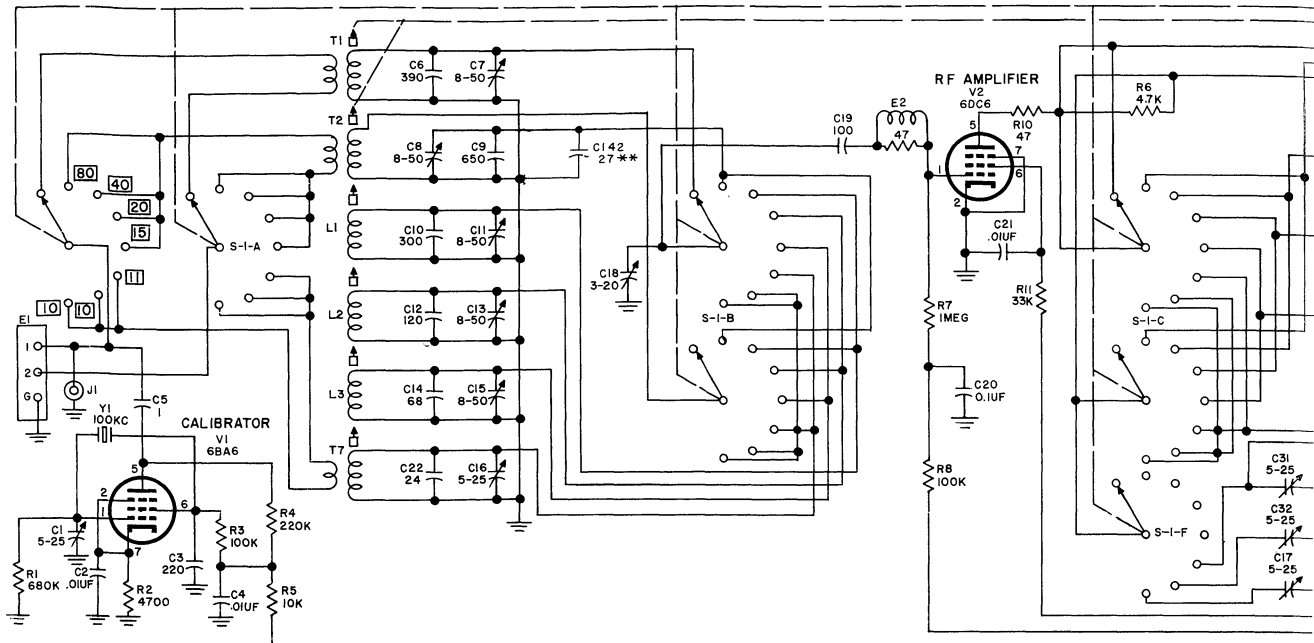 T1
C6
390
C7
8-50
T2
C8
8-50
C9
650
C142
27 **
80
40
20
15
S-1-A
11
10
10
L1
C10
300
C11
8-50
L2
C12
120
C13
8-50
L3
C14
68
C15
8-50
T7
C22
24
C16
5-25
E1
1
2
G
J1
C5
1
Y1
100KC
CALIBRATOR
V1
6BA6
5
2
1
6
7
C1
5-25
R1
680K
C2
.01UF
R2
4700
C3
220
R3
100K
C4
.01UF
R4
220K
R5
10K
C18
3-20
S-1-B
C19
100
E2
47
RF AMPLIFIER
V2
6DC6
5
7
6
1
2
R10
47
R6
4.7K
C21
.01UF
R7
1MEG
R11
33K
C20
0.1UF
R8
100K
S-1-C
S-1-F
C31
5-25
C32
5-25
C17
5-25